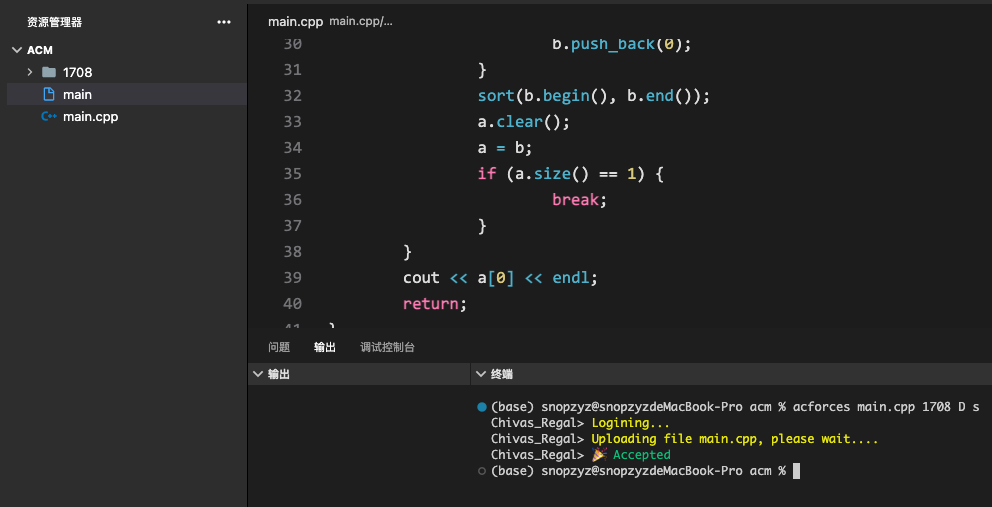 资源管理器 •••
ACM
1708
main
main.cpp
main.cpp main.cpp/...
30 b.push_back(0);
31 }
32 sort(b.begin(), b.end());
33 a.clear();
34 a = b;
35 if (a.size() == 1) {
36 break;
37 }
38 }
39 cout << a[0] << endl;
40 return;
41 }
问题 输出 调试控制台
输出
终端
(base) snopzyz@snopzyzdeMacBook-Pro acm % acforces main.cpp 1708 D s
Chivas_Regal> Logining...
Chivas_Regal> Uploading file main.cpp, please wait....
Chivas_Regal> 🎉 Accepted
(base) snopzyz@snopzyzdeMacBook-Pro acm %